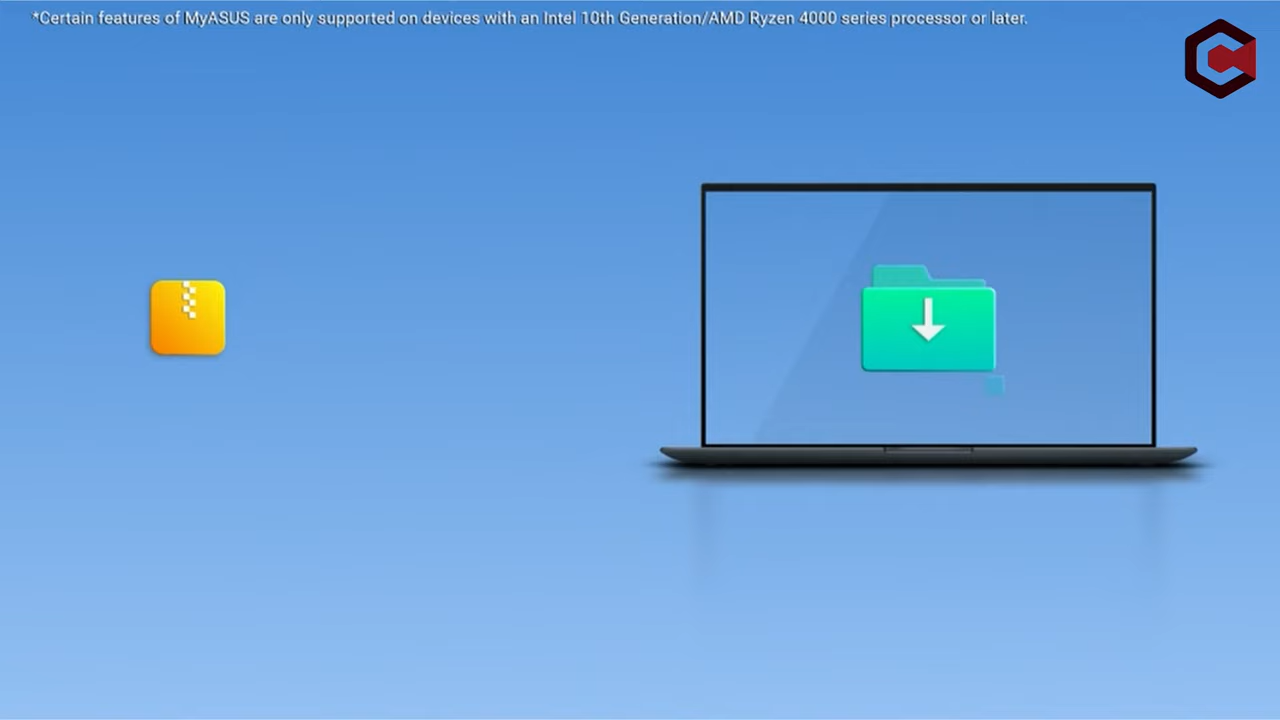 *Certain features of MyASUS are only supported on devices with an Intel 10th Generation/AMD Ryzen 4000 series processor or later.